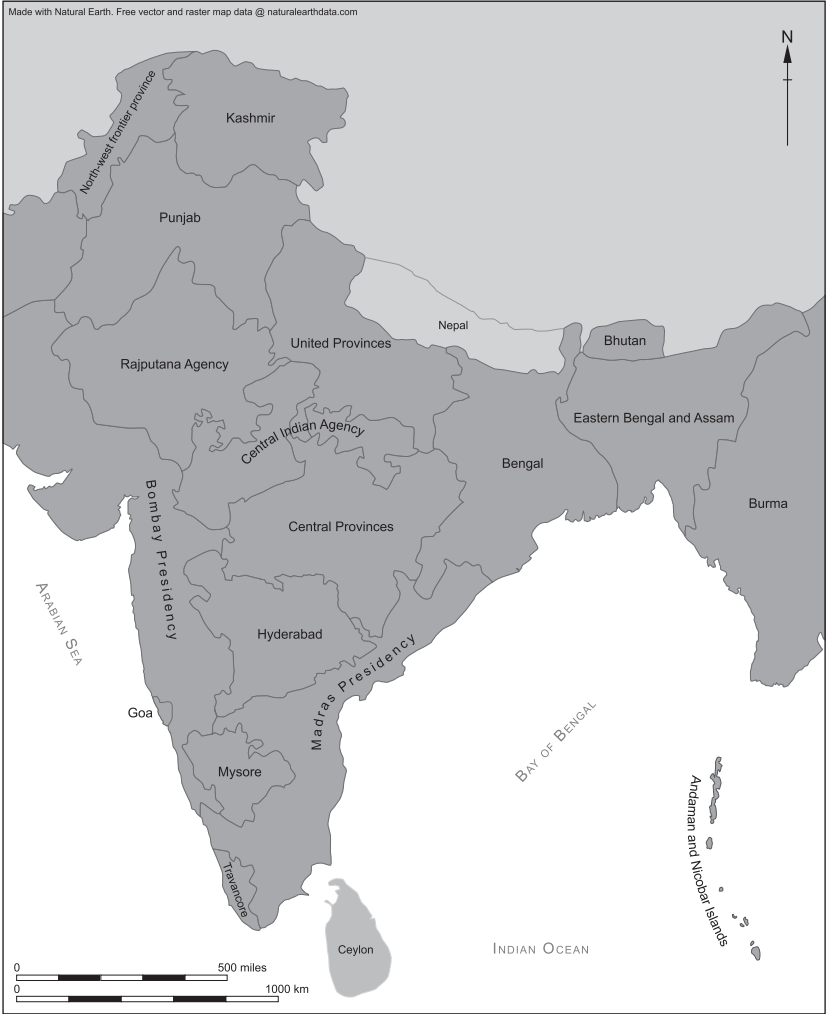 Made with Natural Earth. Free vector and raster map data @ naturalearthdata.com
N
Kashmir
North-west frontier province
Punjab
Nepal
United Provinces
Bhutan
Rajputana Agency
Eastern Bengal and Assam
Central Indian Agency
Bengal
Burma
Central Provinces
Bombay Presidency
Arabian Sea
Hyderabad
Madras Presidency
Goa
Bay of Bengal
Mysore
Andaman and Nicobar Islands
Travancore
Ceylon
Indian Ocean
0 500 miles
0 1000 km